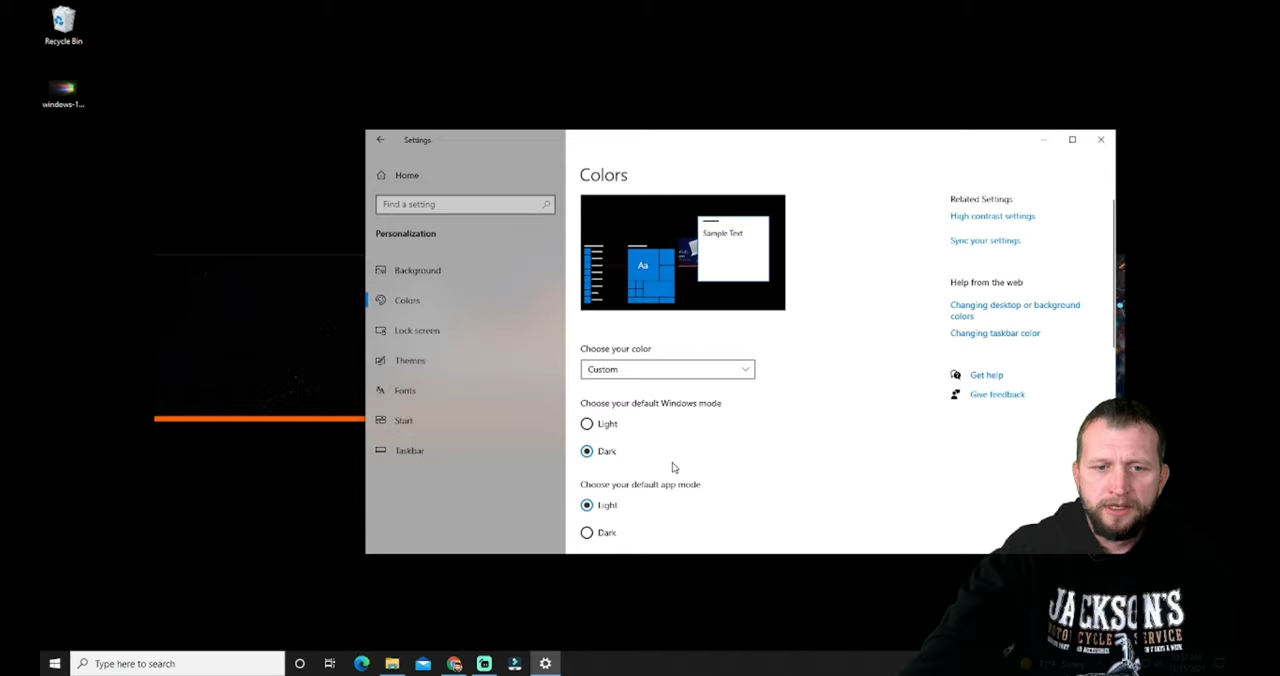 Recycle Bin
windows-1...
Settings
Home
Find a setting
Personalization
Background
Colors
Lock screen
Themes
Fonts
Start
Taskbar
Colors
Sample Text
Aa
Choose your color
Custom
Choose your default Windows mode
Light
Dark
Choose your default app mode
Light
Dark
Related Settings
High contrast settings
Sync your settings
Help from the web
Changing desktop or background
colors
Changing taskbar color
Get help
Give feedback
JACKSON'S
MOTORCYCLE SERVICE
Type here to search
71°F Sunny